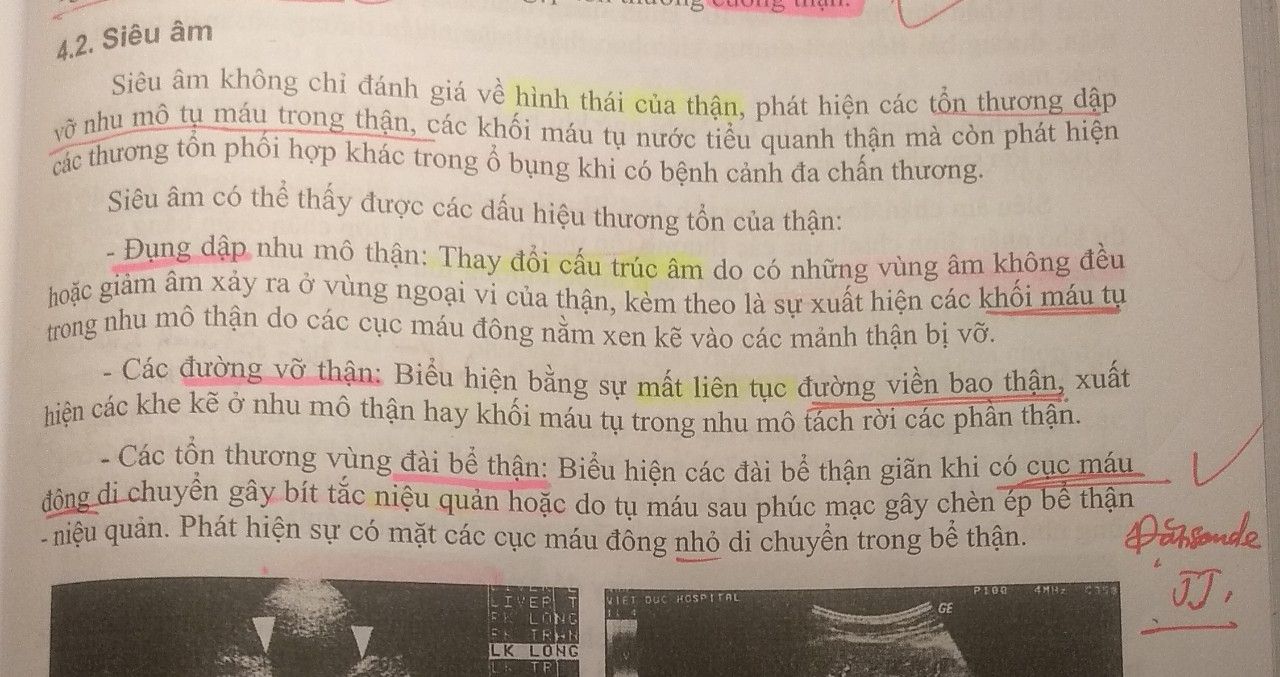 cuống thận.
4.2. Siêu âm
Siêu âm không chỉ đánh giá về hình thái của thận, phát hiện các tổn thương dập
vỡ nhu mô tụ máu trong thận, các khối máu tụ nước tiểu quanh thận mà còn phát hiện
các thương tổn phối hợp khác trong ổ bụng khi có bệnh cảnh đa chấn thương.
Siêu âm có thể thấy được các dấu hiệu thương tổn của thận:
- Đụng dập nhu mô thận: Thay đổi cấu trúc âm do có những vùng âm không đều
hoặc giảm âm xảy ra ở vùng ngoại vi của thận, kèm theo là sự xuất hiện các khối máu tụ
trong nhu mô thận do các cục máu đông nằm xen kẽ vào các mảnh thận bị vỡ.
- Các đường vỡ thận: Biểu hiện bằng sự mất liên tục đường viền bao thận, xuất
hiện các khe kẽ ở nhu mô thận hay khối máu tụ trong nhu mô tách rời các phần thận.
- Các tổn thương vùng đài bể thận: Biểu hiện các đài bể thận giãn khi có cục máu
đông di chuyển gây bít tắc niệu quản hoặc do tụ máu sau phúc mạc gây chèn ép bể thận
- niệu quản. Phát hiện sự có mặt các cục máu đông nhỏ di chuyển trong bể thận.
Đặt sonde
JJ.
LIVER T
RK LONG
RK TRAN
LK LONG
LK TR
VIET DUC HOSPITAL
P100 4MHz
GE